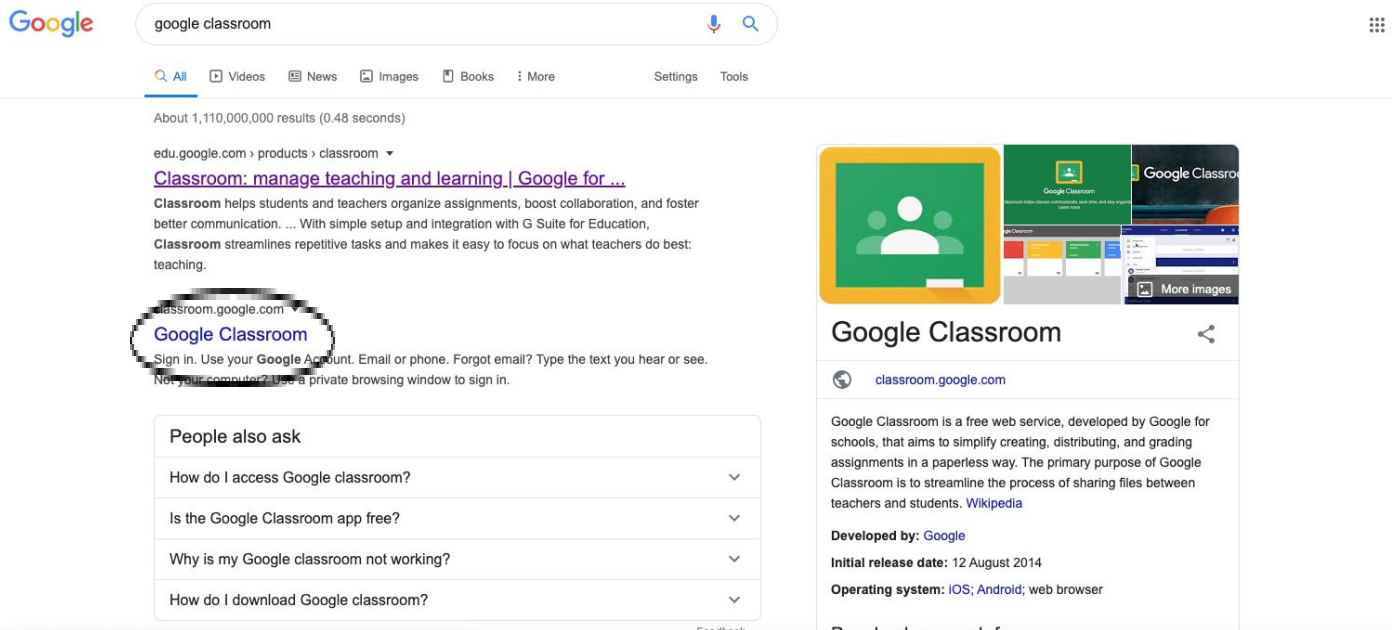 Google
google classroom
All
Videos
News
Images
Books
More
Settings
Tools
About 1,110,000,000 results (0.48 seconds)
edu.google.com › products › classroom
Classroom: manage teaching and learning | Google for ...
Classroom helps students and teachers organize assignments, boost collaboration, and foster
better communication. ... With simple setup and integration with G Suite for Education,
Classroom streamlines repetitive tasks and makes it easy to focus on what teachers do best:
teaching.
classroom.google.com
Google Classroom
Sign in. Use your Google Account. Email or phone. Forgot email? Type the text you hear or see.
Not your computer? Use a private browsing window to sign in.
People also ask
How do I access Google classroom?
Is the Google Classroom app free?
Why is my Google classroom not working?
How do I download Google classroom?
Feedback
Google Classroom
Google Classro
More images
Google Classroom
classroom.google.com
Google Classroom is a free web service, developed by Google for
schools, that aims to simplify creating, distributing, and grading
assignments in a paperless way. The primary purpose of Google
Classroom is to streamline the process of sharing files between
teachers and students. Wikipedia
Developed by: Google
Initial release date: 12 August 2014
Operating system: iOS; Android; web browser